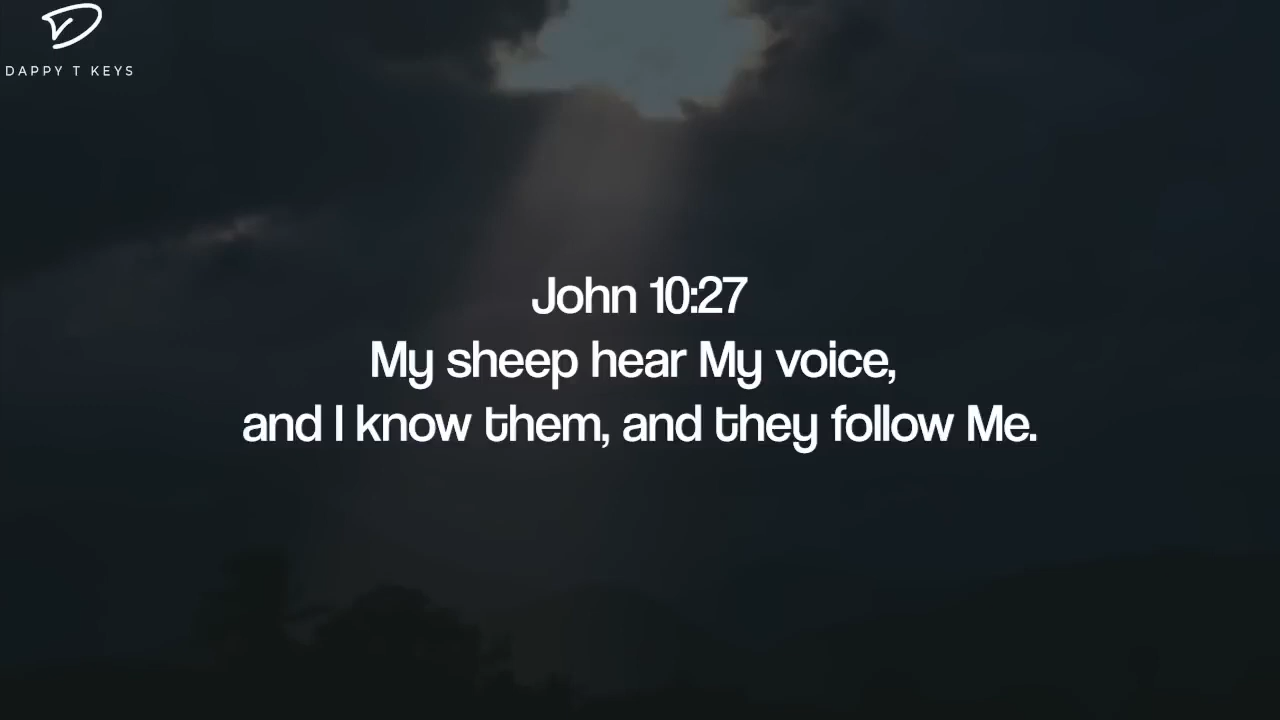 DAPPY T KEYS
John 10:27
My sheep hear My voice,
and I know them, and they follow Me.